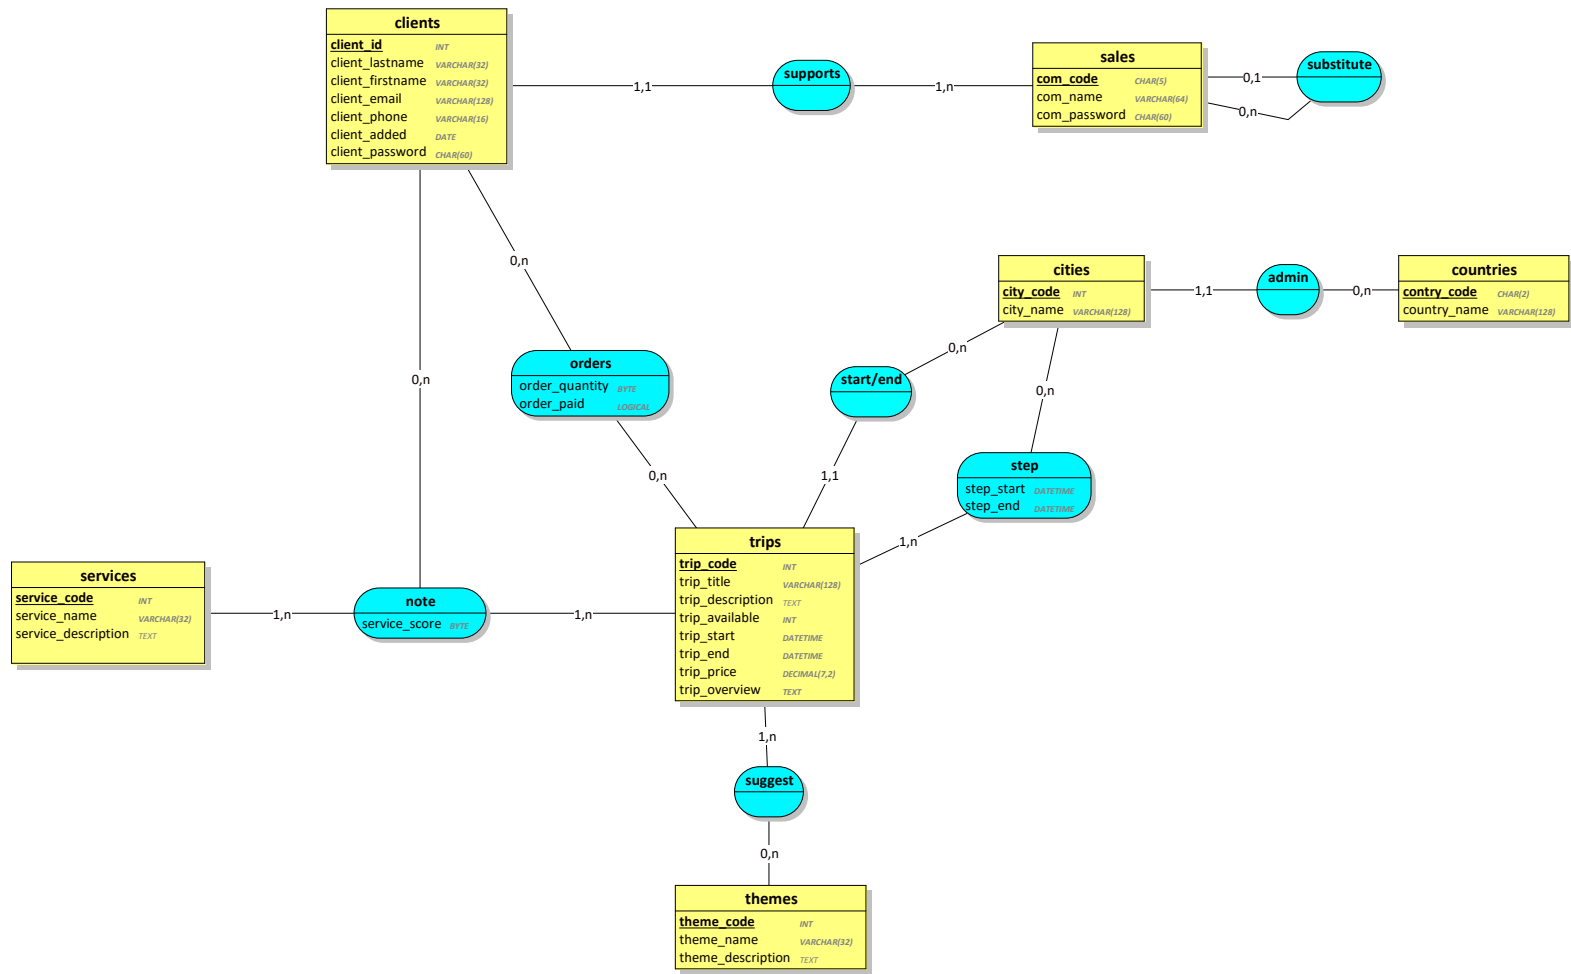 clients
client_id INT
client_lastname VARCHAR(32)
client_firstname VARCHAR(32)
client_email VARCHAR(128)
client_phone VARCHAR(16)
client_added DATE
client_password CHAR(60)
1,1
supports
1,n
sales
com_code CHAR(5)
com_name VARCHAR(64)
com_password CHAR(60)
0,1
0,n
substitute
0,n
0,n
orders
order_quantity BYTE
order_paid LOGICAL
0,n
cities
city_code INT
city_name VARCHAR(128)
1,1
admin
0,n
countries
contry_code CHAR(2)
country_name VARCHAR(128)
0,n
start/end
1,1
0,n
step
step_start DATETIME
step_end DATETIME
1,n
services
service_code INT
service_name VARCHAR(32)
service_description TEXT
1,n
note
service_score BYTE
1,n
trips
trip_code INT
trip_title VARCHAR(128)
trip_description TEXT
trip_available INT
trip_start DATETIME
trip_end DATETIME
trip_price DECIMAL(7,2)
trip_overview TEXT
1,n
suggest
0,n
themes
theme_code INT
theme_name VARCHAR(32)
theme_description TEXT